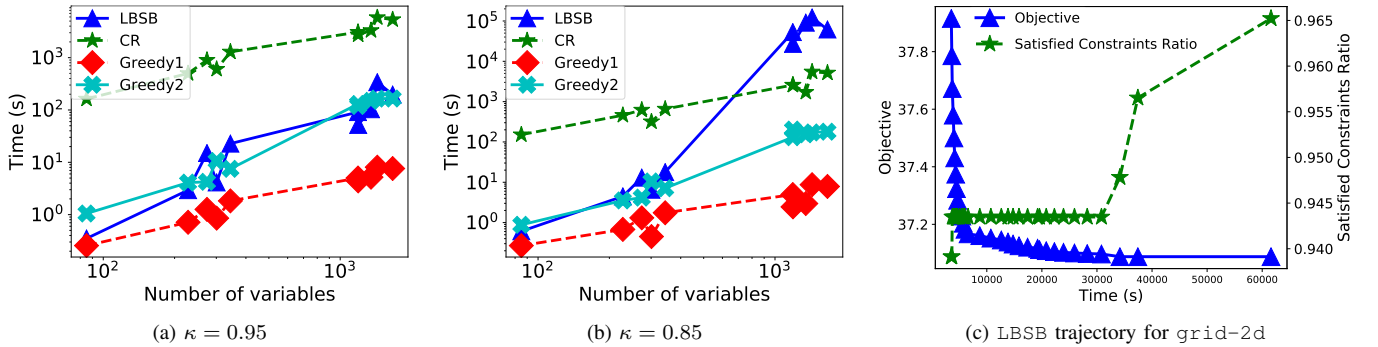 LBSB
CR
Greedy1
Greedy2
10³
10²
10¹
10⁰
Time (s)
10²
10³
Number of variables
(a) κ = 0.95
LBSB
CR
Greedy1
Greedy2
10⁵
10⁴
10³
10²
10¹
10⁰
Time (s)
10²
10³
Number of variables
(b) κ = 0.85
Objective
Satisfied Constraints Ratio
37.8
37.6
37.4
37.2
Objective
0.965
0.960
0.955
0.950
0.945
0.940
Satisfied Constraints Ratio
10000 20000 30000 40000 50000 60000
Time (s)
(c) LBSB trajectory for grid-2d